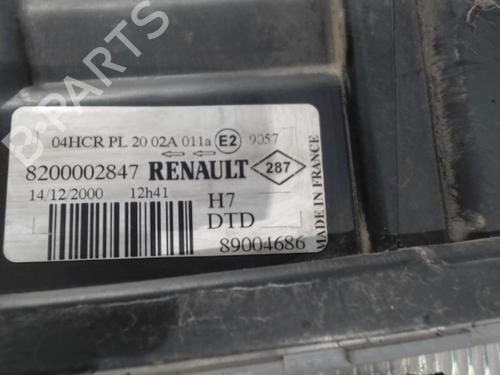 04HCR PL 20 02A 011a E2 9057
8200002847 RENAULT 287
14/12/2000 12h41 H7
DTD
89004686
MADE IN FRANCE